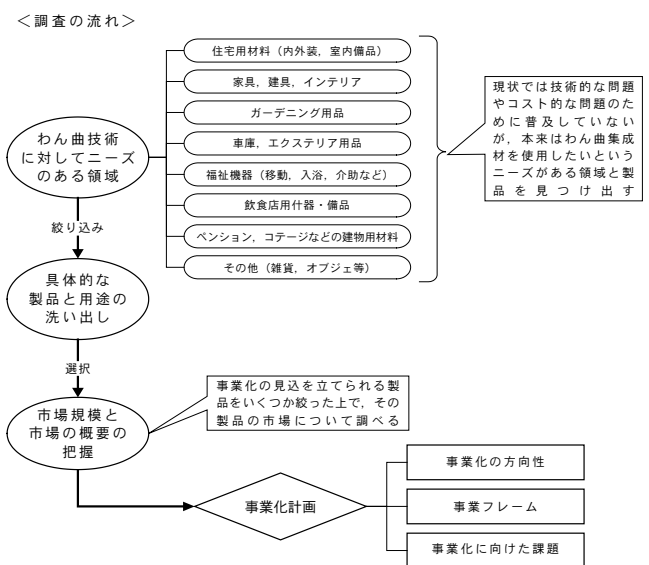 ＜調査の流れ＞
わん曲技術
に対してニーズ
のある領域
住宅用材料（内外装，室内備品）
家具，建具，インテリア
ガーデニング用品
車庫，エクステリア用品
福祉機器（移動，入浴，介助など）
飲食店用什器・備品
ペンション，コテージなどの建物用材料
その他（雑貨，オブジェ等）
現状では技術的な問題
やコスト的な問題のた
めに普及していない
が，本来はわん曲集成
材を使用したいという
ニーズがある領域と製
品を見つけ出す
絞り込み
具体的な
製品と用途の
洗い出し
選択
市場規模と
市場の概要の
把握
事業化の見込を立てられる製
品をいくつか絞った上で，その
製品の市場について調べる
事業化計画
事業化の方向性
事業フレーム
事業化に向けた課題